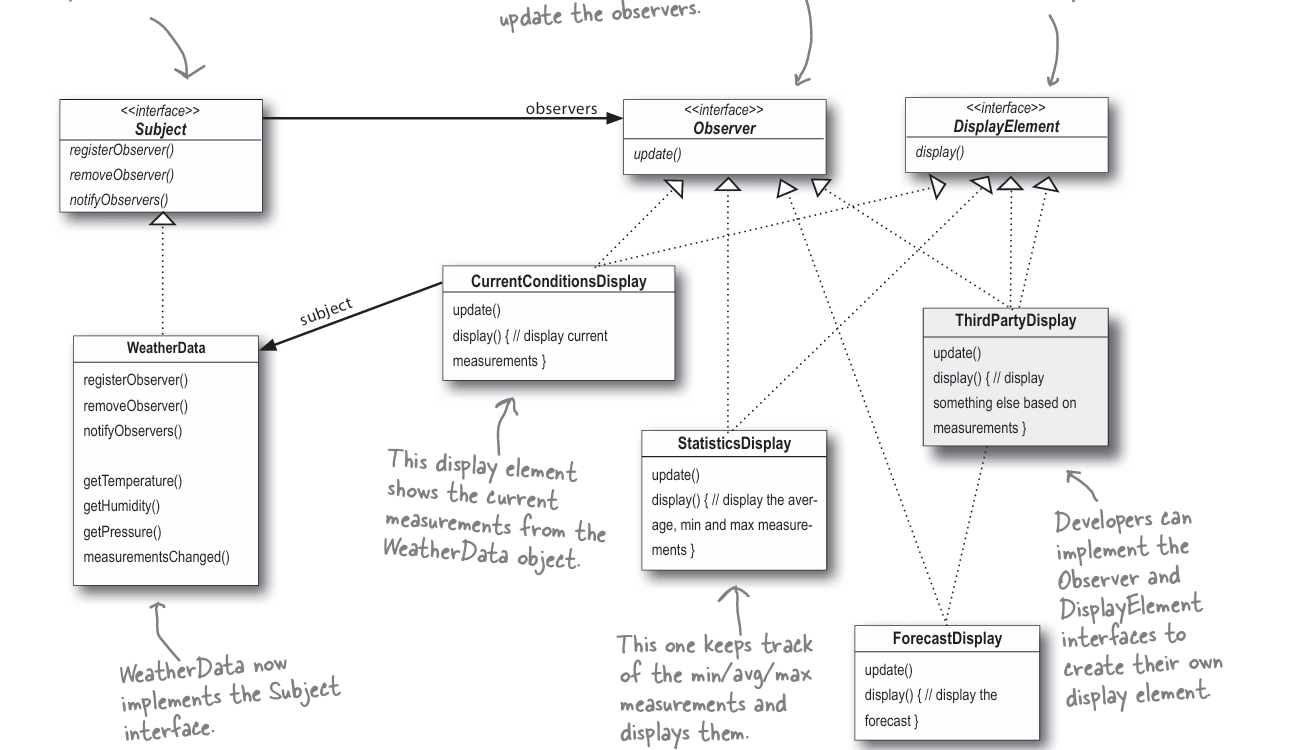 update the observers.
<<interface>>
Subject
registerObserver()
removeObserver()
notifyObservers()
observers
<<interface>>
Observer
update()
<<interface>>
DisplayElement
display()
subject
CurrentConditionsDisplay
update()
display() { // display current
measurements }
WeatherData
registerObserver()
removeObserver()
notifyObservers()
getTemperature()
getHumidity()
getPressure()
measurementsChanged()
ThirdPartyDisplay
update()
display() { // display
something else based on
measurements }
StatisticsDisplay
update()
display() { // display the aver-
age, min and max measure-
ments }
This display element
shows the current
measurements from the
WeatherData object.
Developers can
implement the
Observer and
DisplayElement
interfaces to
create their own
display element.
ForecastDisplay
update()
display() { // display the
forecast }
This one keeps track
of the min/avg/max
measurements and
displays them.
WeatherData now
implements the Subject
interface.